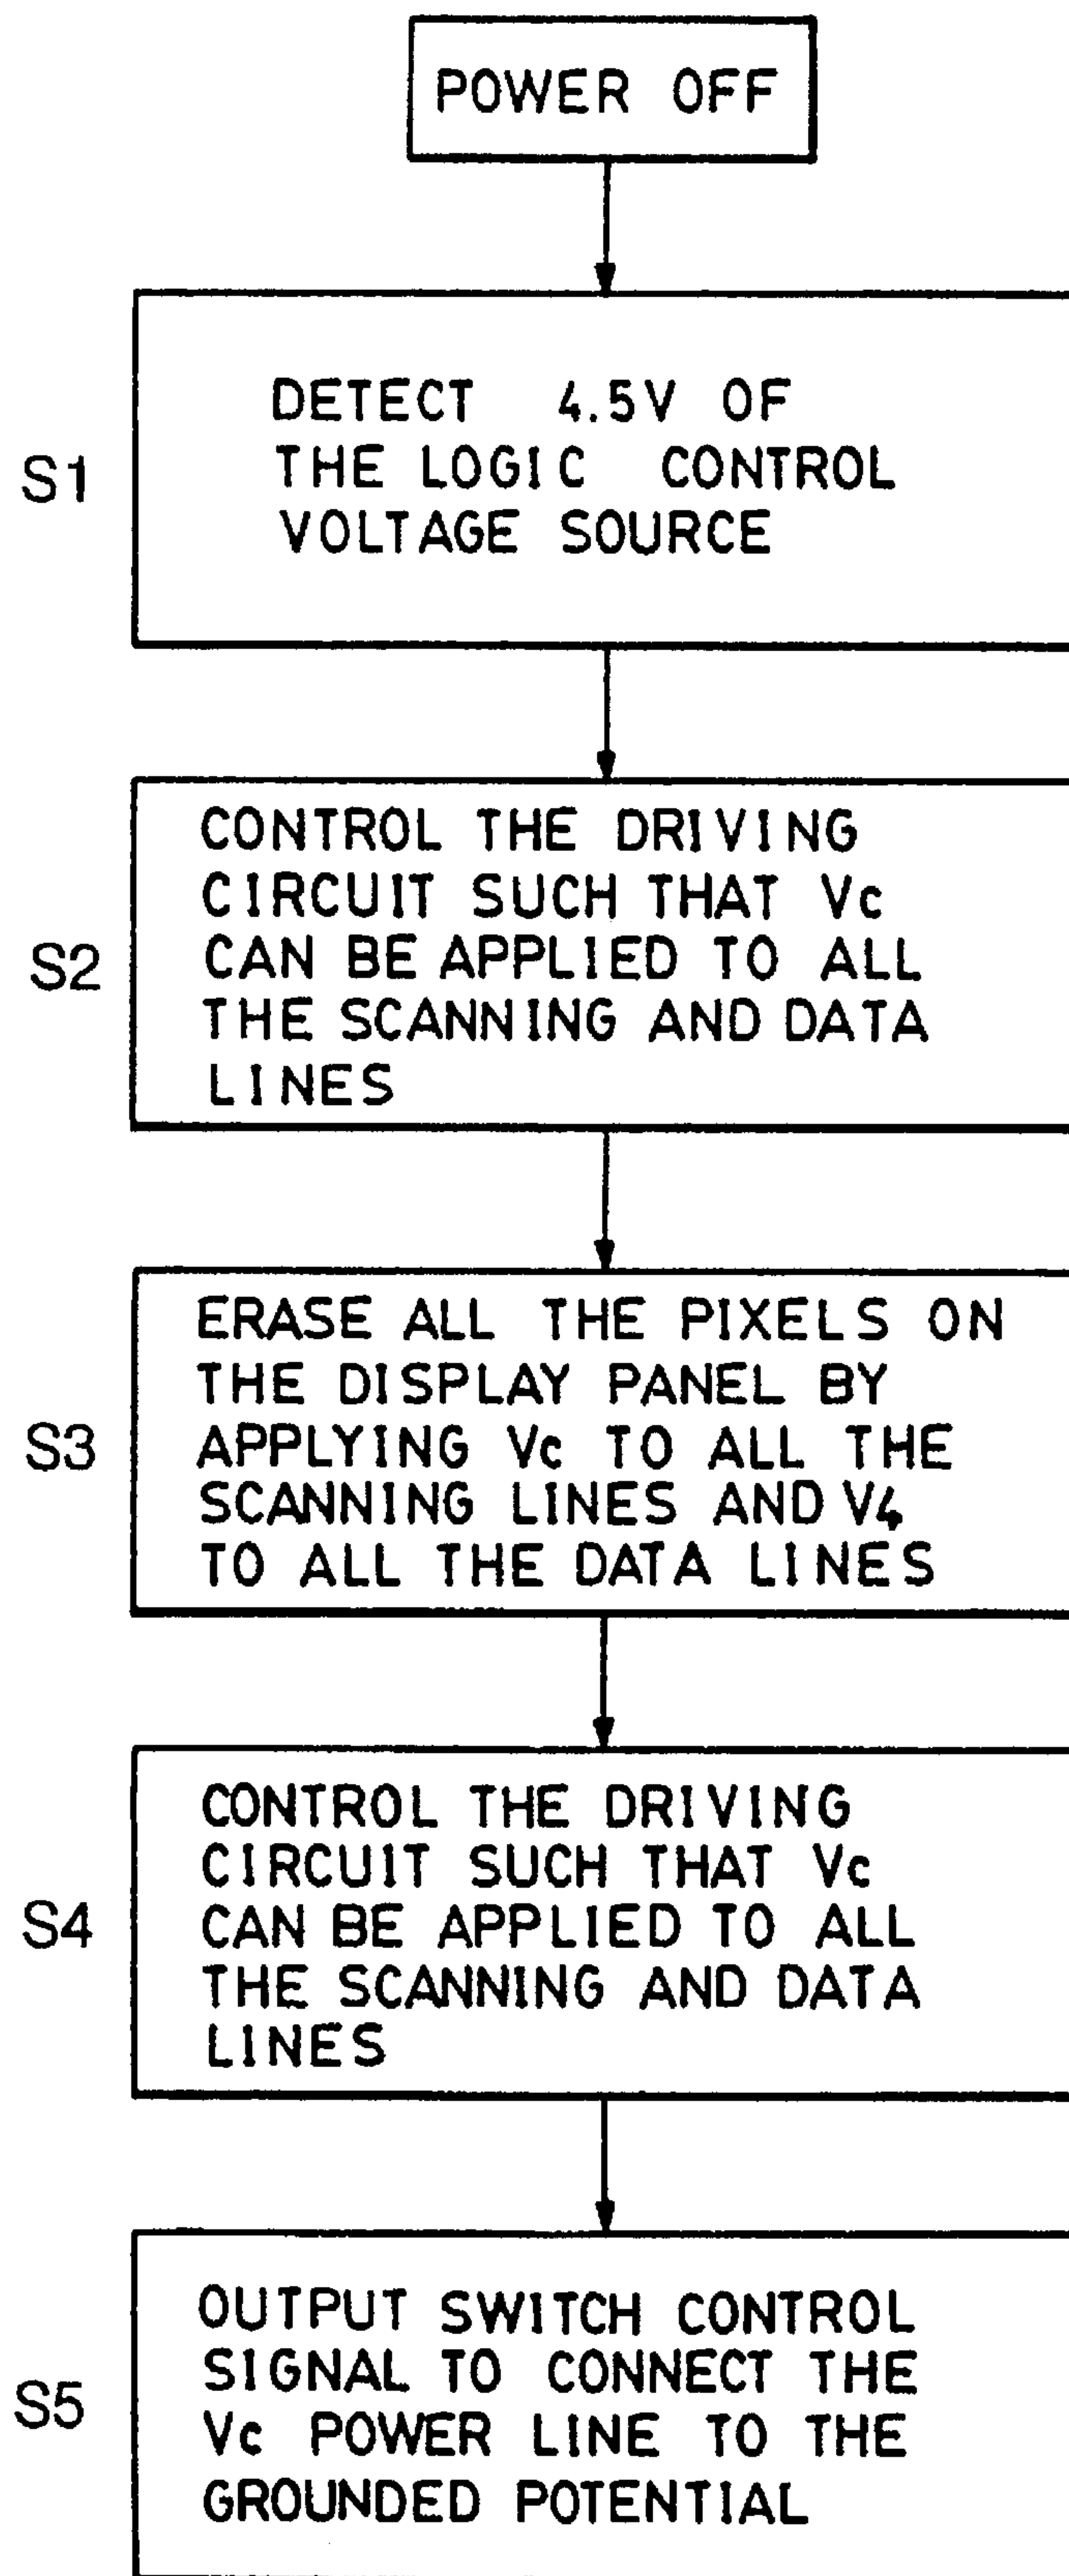 POWER OFF
S1
DETECT 4.5V OF
THE LOGIC CONTROL
VOLTAGE SOURCE
S2
CONTROL THE DRIVING
CIRCUIT SUCH THAT Vc
CAN BE APPLIED TO ALL
THE SCANNING AND DATA
LINES
S3
ERASE ALL THE PIXELS ON
THE DISPLAY PANEL BY
APPLYING Vc TO ALL THE
SCANNING LINES AND V4
TO ALL THE DATA LINES
S4
CONTROL THE DRIVING
CIRCUIT SUCH THAT Vc
CAN BE APPLIED TO ALL
THE SCANNING AND DATA
LINES
S5
OUTPUT SWITCH CONTROL
SIGNAL TO CONNECT THE
Vc POWER LINE TO THE
GROUNDED POTENTIAL